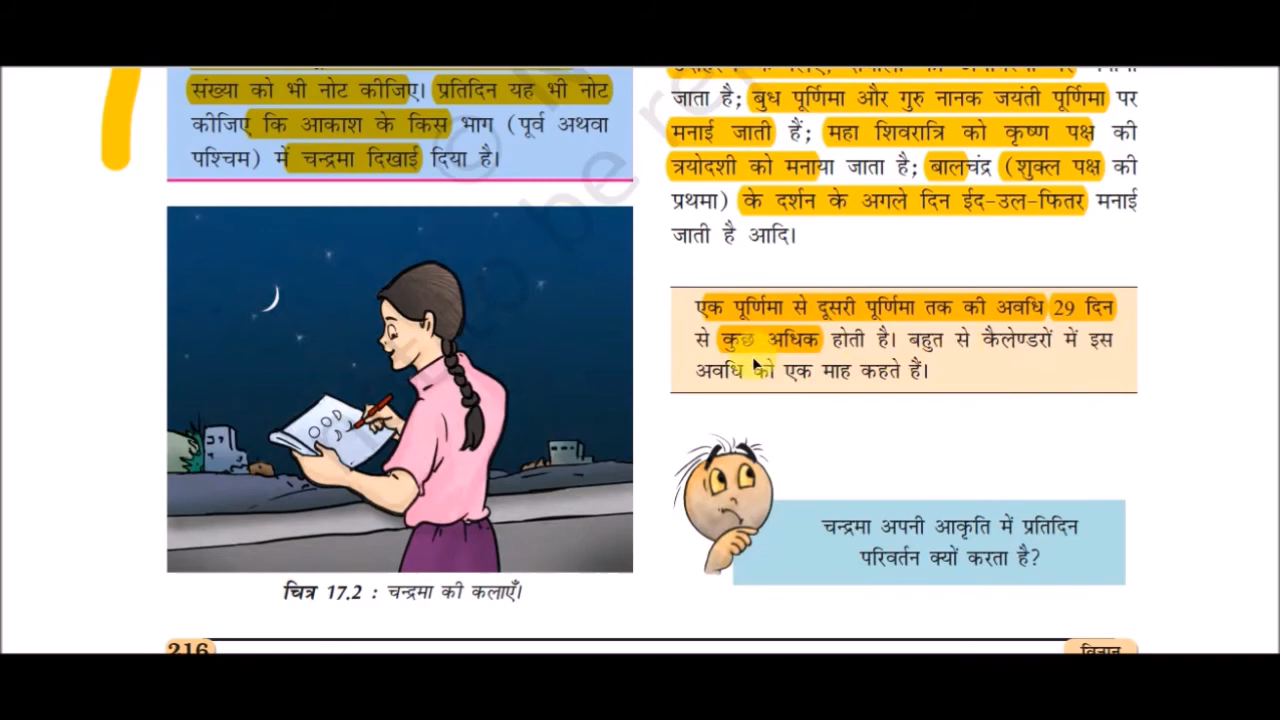 संख्या को भी नोट कीजिए। प्रतिदिन यह भी नोट
कीजिए कि आकाश के किस भाग (पूर्व अथवा
पश्चिम) में चन्द्रमा दिखाई दिया है।
चित्र 17.2 : चन्द्रमा की कलाएँ।
216
जाता है; बुध पूर्णिमा और गुरु नानक जयंती पूर्णिमा पर
मनाई जाती हैं; महा शिवरात्रि को कृष्ण पक्ष की
त्रयोदशी को मनाया जाता है; बालचंद्र (शुक्ल पक्ष की
प्रथमा) के दर्शन के अगले दिन ईद-उल-फितर मनाई
जाती है आदि।
एक पूर्णिमा से दूसरी पूर्णिमा तक की अवधि 29 दिन
से कुछ अधिक होती है। बहुत से कैलेण्डरों में इस
अवधि को एक माह कहते हैं।
चन्द्रमा अपनी आकृति में प्रतिदिन
परिवर्तन क्यों करता है?
विज्ञान